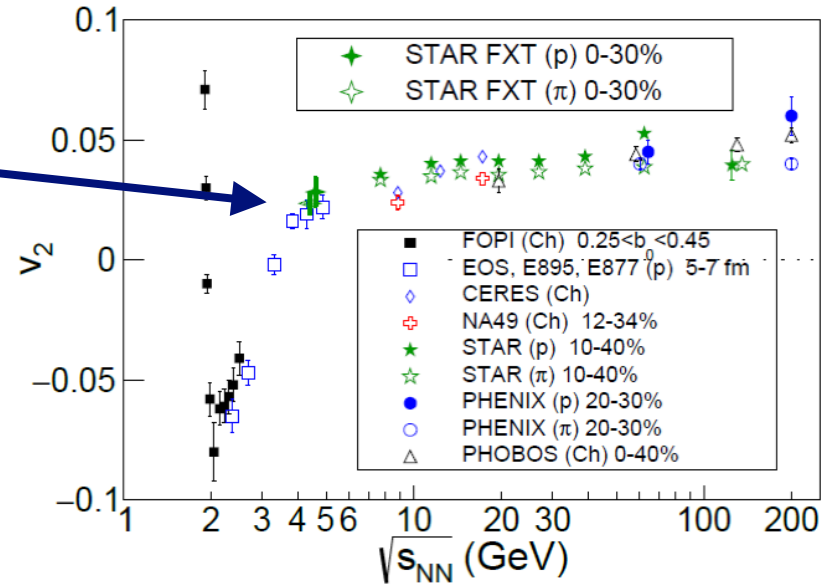 0.1
0.05
0
−0.05
−0.1
v2
STAR FXT (p) 0-30%
STAR FXT (π) 0-30%
FOPI (Ch) 0.25<b0<0.45
EOS, E895, E877 (p) 5-7 fm
CERES (Ch)
NA49 (Ch) 12-34%
STAR (p) 10-40%
STAR (π) 10-40%
PHENIX (p) 20-30%
PHENIX (π) 20-30%
PHOBOS (Ch) 0-40%
1 2 3 4 5 6 10 20 30 100 200
√sNN (GeV)